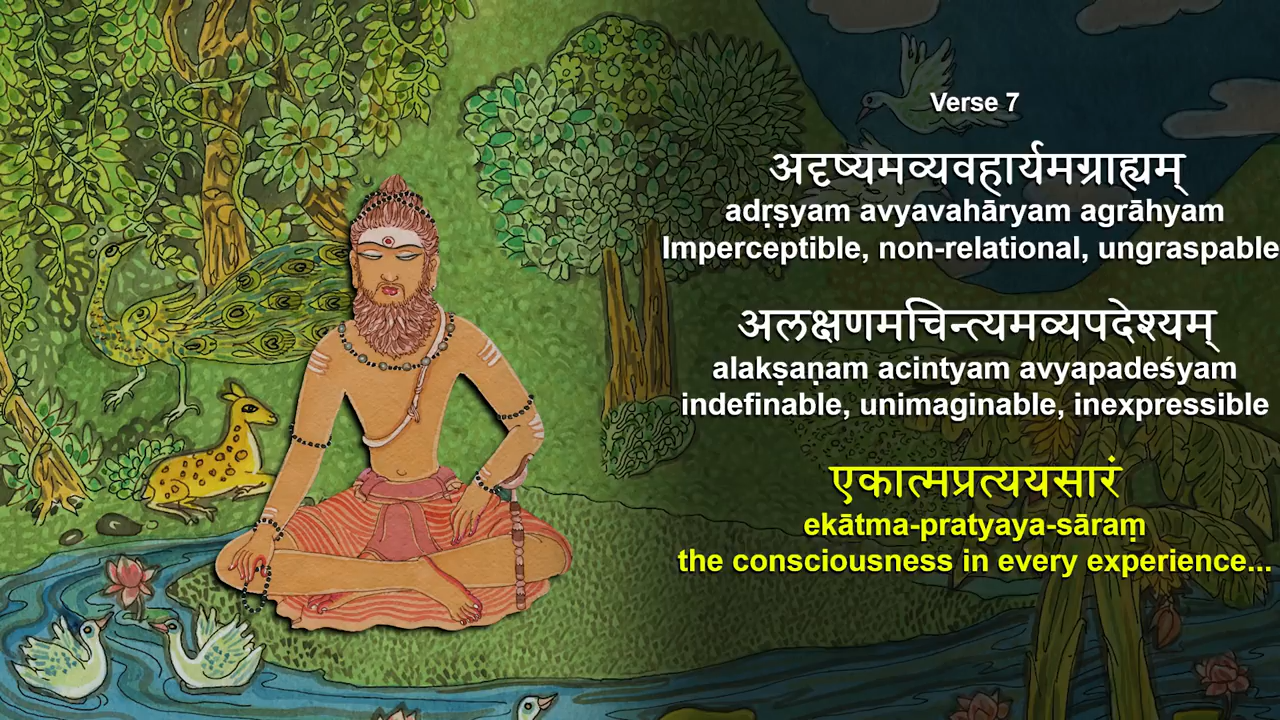 Verse 7
अदृष्यमव्यवहार्यमग्राह्यम्
adṛṣyam avyavahāryam agrāhyam
Imperceptible, non-relational, ungraspable
अलक्षणमचिन्त्यमव्यपदेश्यम्
alakṣaṇam acintyam avyapadeśyam
indefinable, unimaginable, inexpressible
एकात्मप्रत्ययसारं
ekātma-pratyaya-sāraṃ
the consciousness in every experience...